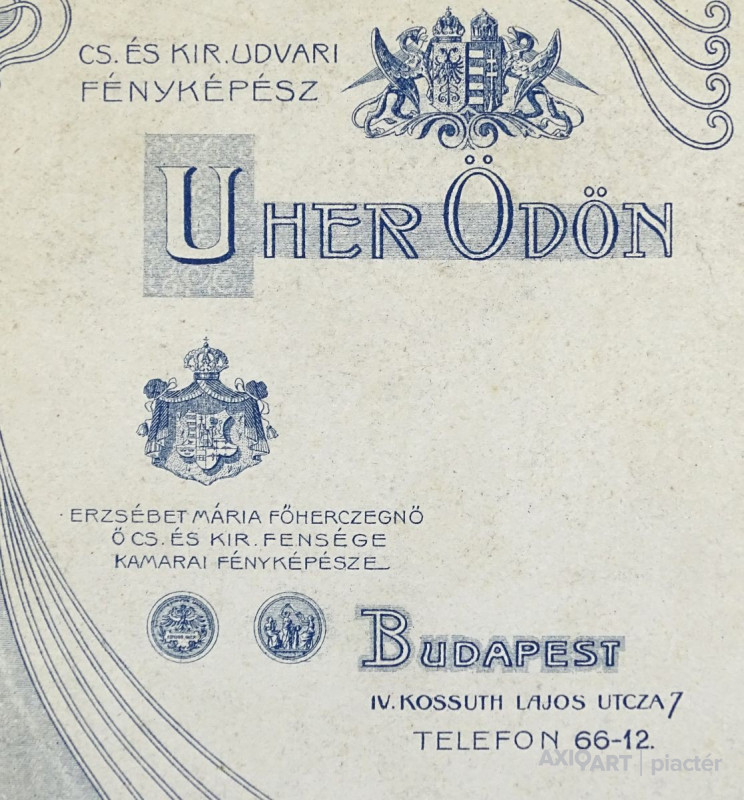 CS. ÉS KIR. UDVARI
FÉNYKÉPÉSZ
UHER ÖDÖN
ERZSÉBET MÁRIA FŐHERCZEGNŐ
Ő CS. ÉS KIR. FENSÉGE
KAMARAI FÉNYKÉPÉSZE
BUDAPEST
IV. KOSSUTH LAJOS UTCZA 7
TELEFON 66-12.
AXIOART | piactér